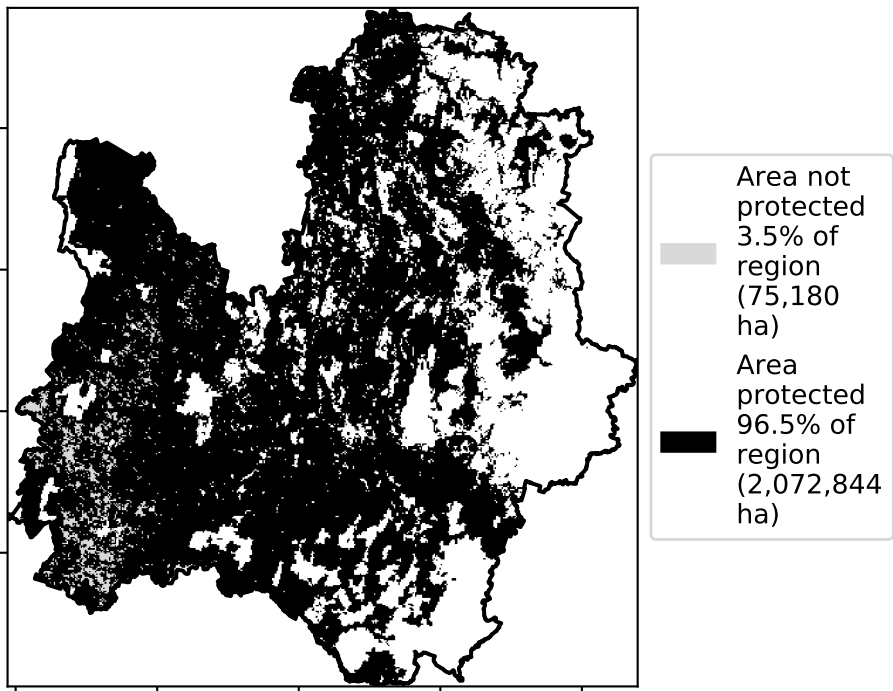 Area not
protected
3.5% of
region
(75,180
ha)
Area
protected
96.5% of
region
(2,072,844
ha)